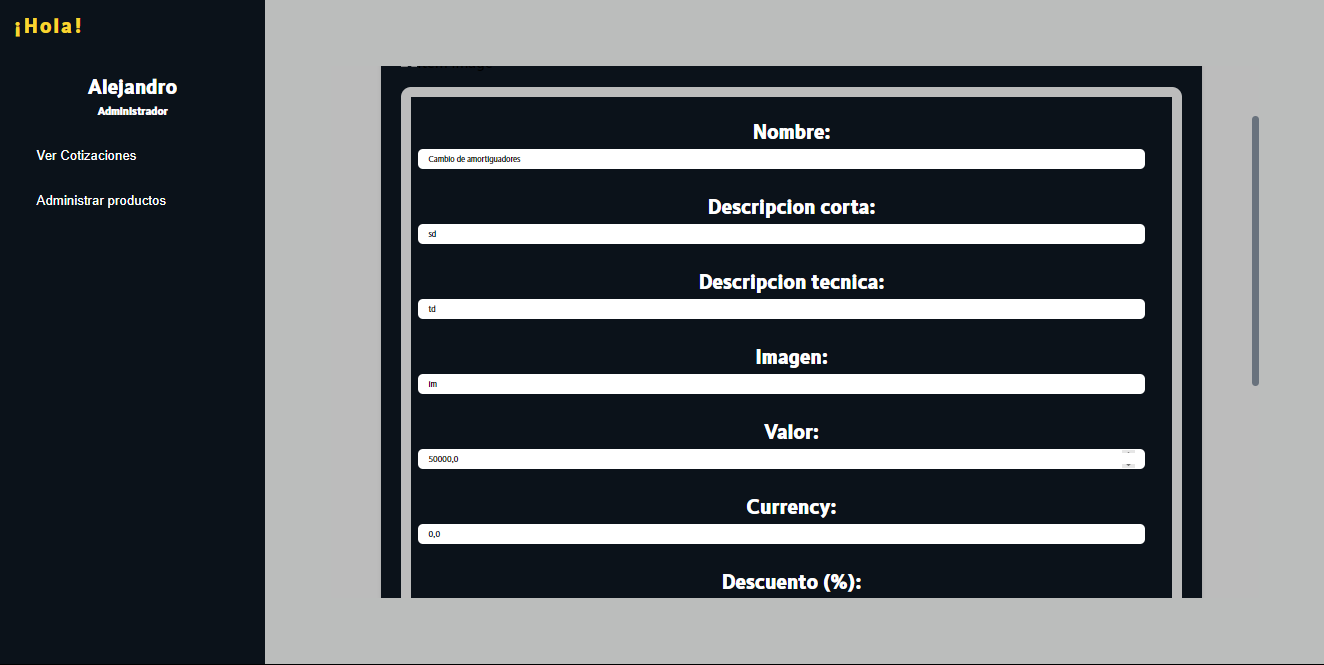 ¡Hola!
Alejandro
Administrador
Ver Cotizaciones
Administrar productos
Nombre:
Cambio de amortiguadores
Descripcion corta:
sd
Descripcion tecnica:
td
Imagen:
im
Valor:
50000,0
Currency:
0,0
Descuento (%):